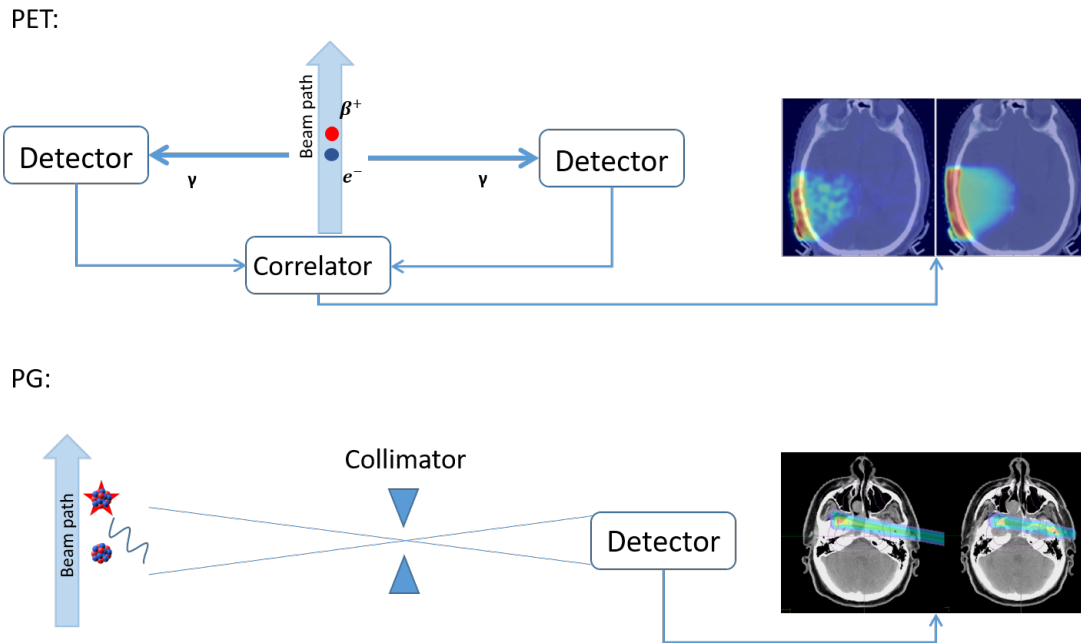 PET:
Beam path
β⁺
e⁻
Detector
γ
γ
Detector
Correlator
PG:
Beam path
Collimator
Detector